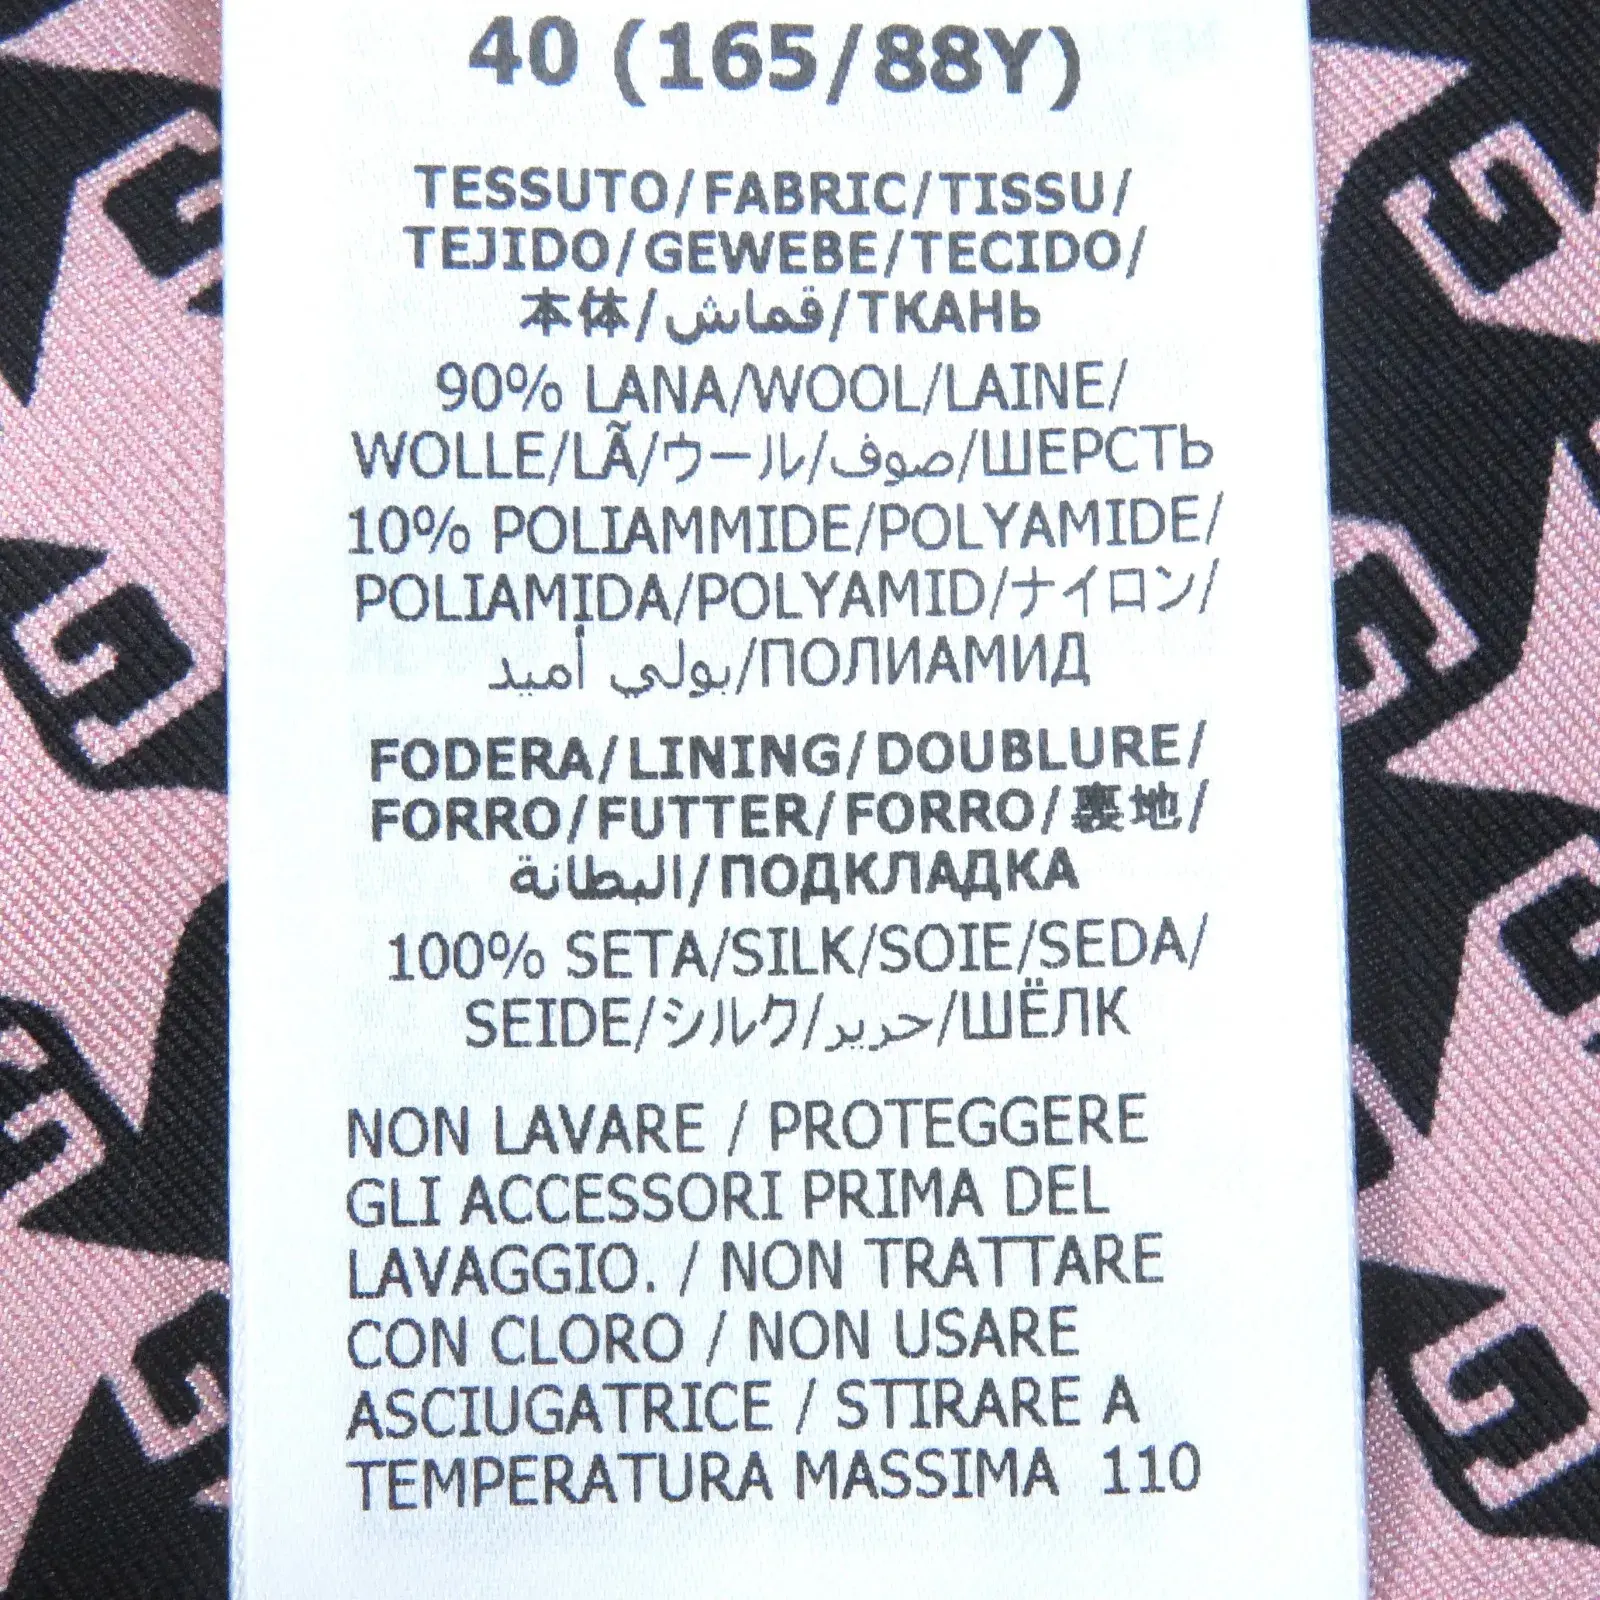 40 (165/88Y)
TESSUTO/FABRIC/TISSU/
TEJIDO/GEWEBE/TECIDO/
本体/قماش/ТКАНЬ
90% LANA/WOOL/LAINE/
WOLLE/LÃ/ウール/صوف/ШЕРСТЬ
10% POLIAMMIDE/POLYAMIDE/
POLIAMIDA/POLYAMID/ナイロン/
بولي أميد/ПОЛИАМИД
FODERA/LINING/DOUBLURE/
FORRO/FUTTER/FORRO/裏地/
البطانة/ПОДКЛАДКА
100% SETA/SILK/SOIE/SEDA/
SEIDE/シルク/حرير/ШЁЛК
NON LAVARE / PROTEGGERE
GLI ACCESSORI PRIMA DEL
LAVAGGIO. / NON TRATTARE
CON CLORO / NON USARE
ASCIUGATRICE / STIRARE A
TEMPERATURA MASSIMA 110